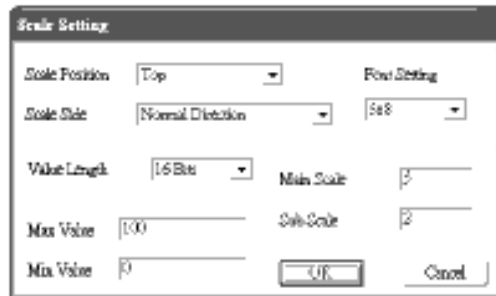 Scale Setting
Scale Position Top Font Setting
Scale Side Normal Direction 5x8
Value Length 16 Bits Main Scale 5
Max Value 100 Sub Scale 2
Min Value 0 OK Cancel